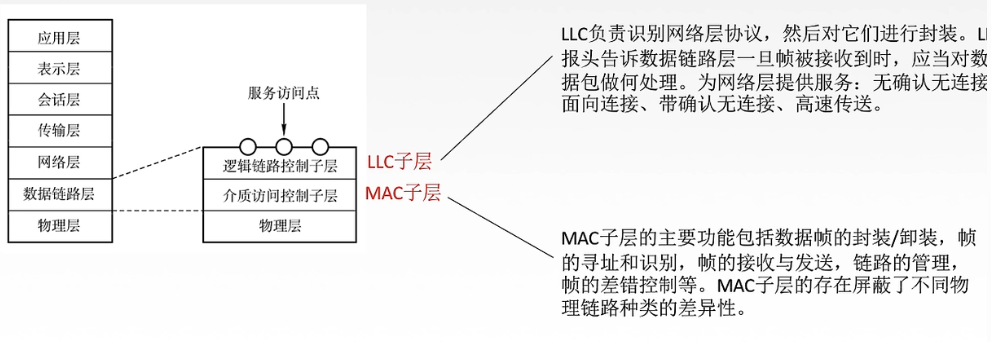 应用层
表示层
会话层
传输层
网络层
数据链路层
物理层
服务访问点
逻辑链路控制子层
介质访问控制子层
物理层
LLC子层
MAC子层
LLC负责识别网络层协议，然后对它们进行封装。
报头告诉数据链路层一旦帧被接收到时，应当对数
据包做何处理。为网络层提供服务：无确认无连接
面向连接、带确认无连接、高速传送。
MAC子层的主要功能包括数据帧的封装/卸装，帧
的寻址和识别，帧的接收与发送，链路的管理，
帧的差错控制等。MAC子层的存在屏蔽了不同物
理链路种类的差异性。